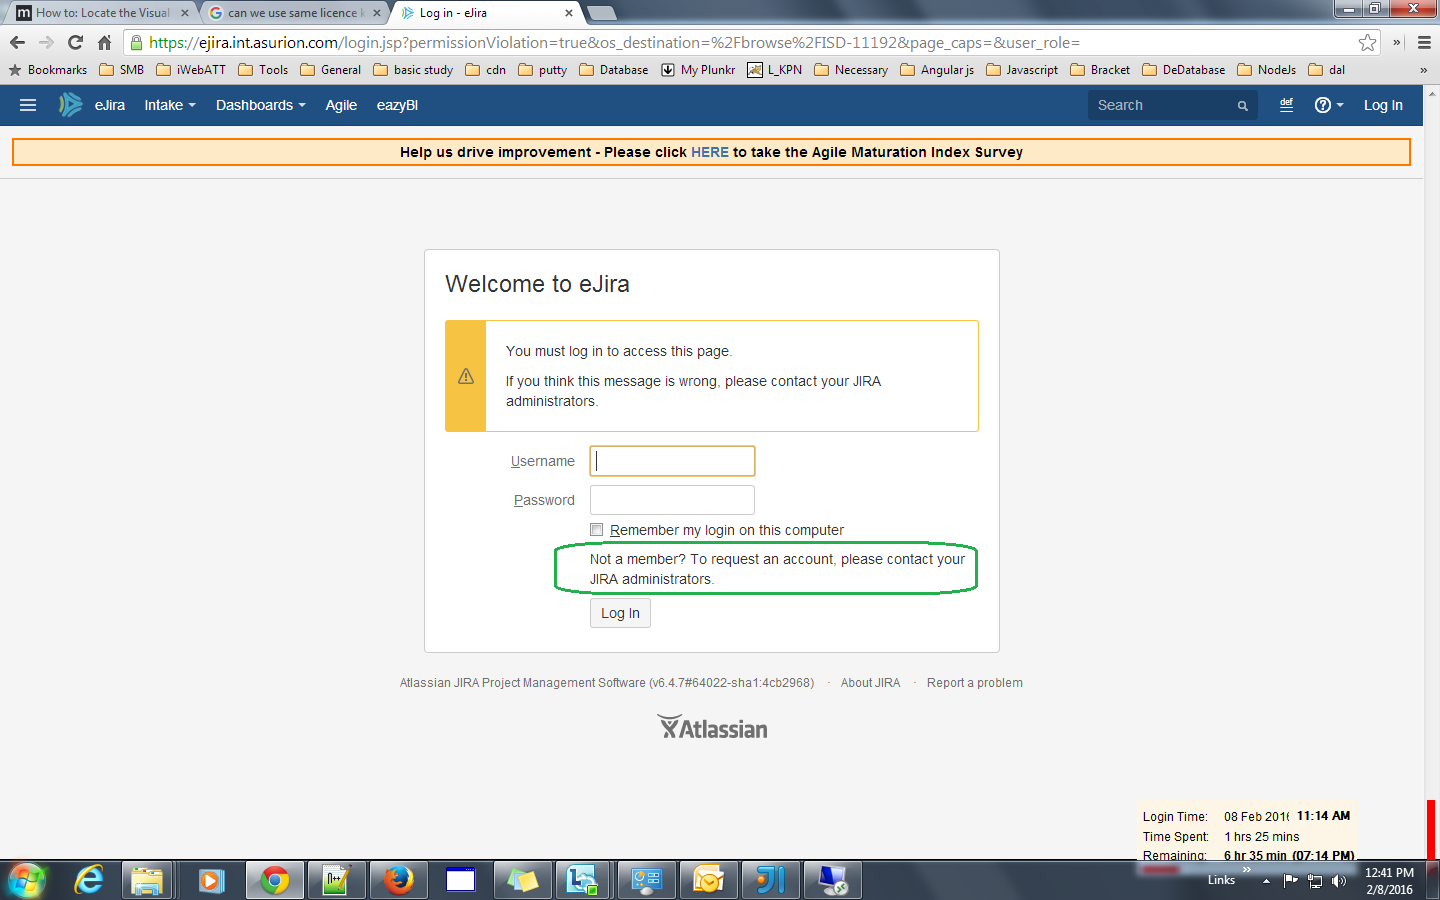 How to: Locate the Visual
can we use same licence k
Log in - eJira
https://ejira.int.asurion.com/login.jsp?permissionViolation=true&os_destination=%2Fbrowse%2FISD-11192&page_caps=&user_role=
Bookmarks SMB iWebATT Tools General basic study cdn putty Database My Plunkr L_KPN Necessary Angular js Javascript Bracket DeDatabase NodeJs dal »
eJira Intake Dashboards Agile eazyBI Search def Log In
Help us drive improvement - Please click HERE to take the Agile Maturation Index Survey
Welcome to eJira
You must log in to access this page.
If you think this message is wrong, please contact your JIRA
administrators.
Username
Password
Remember my login on this computer
Not a member? To request an account, please contact your
JIRA administrators.
Log In
Atlassian JIRA Project Management Software (v6.4.7#64022-sha1:4cb2968) · About JIRA · Report a problem
Atlassian
Login Time: 08 Feb 2016 11:14 AM
Time Spent: 1 hrs 25 mins
Remaining: 6 hr 35 min (07:14 PM)
Links »
12:41 PM
2/8/2016